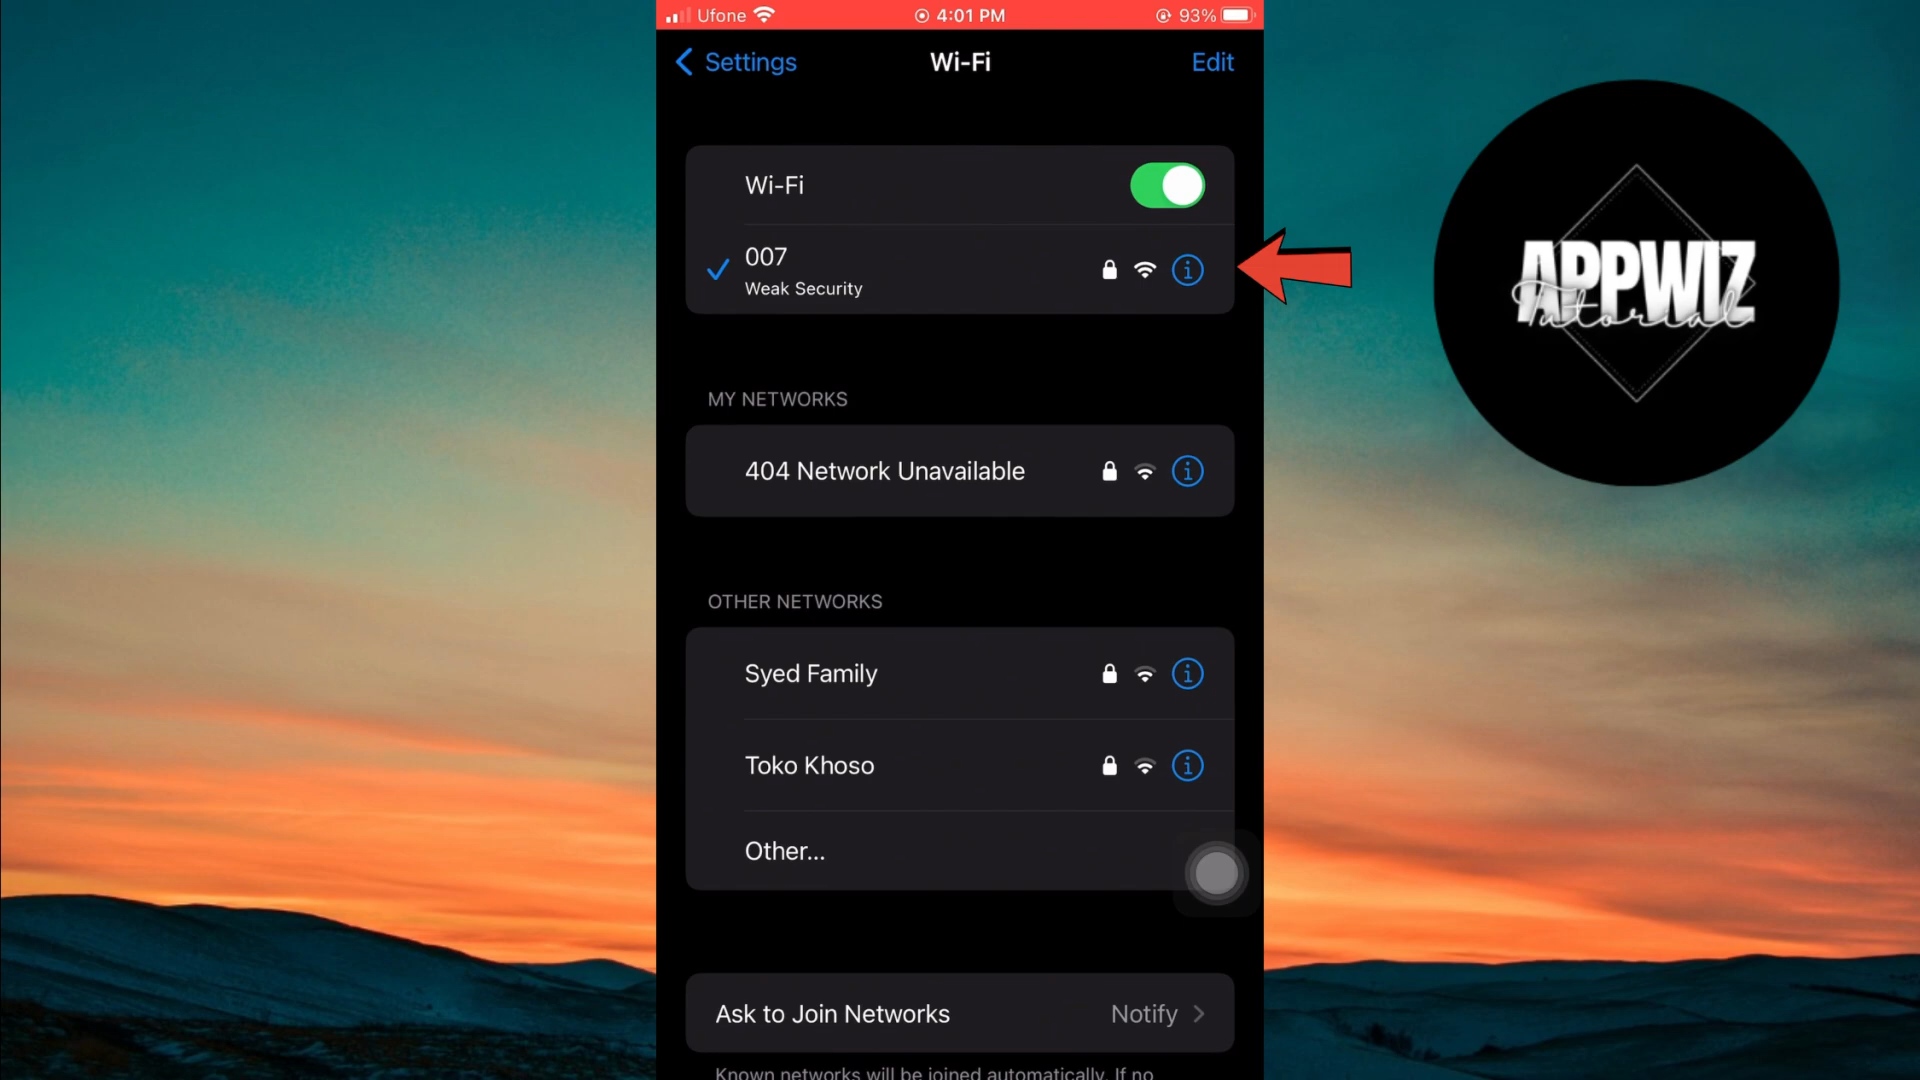 Ufone
4:01 PM
93%
Settings
Wi-Fi
Edit
Wi-Fi
007
Weak Security
MY NETWORKS
404 Network Unavailable
OTHER NETWORKS
Syed Family
Toko Khoso
Other...
Ask to Join Networks
Notify
Known networks will be joined automatically. If no
APPWIZ
Tutorial